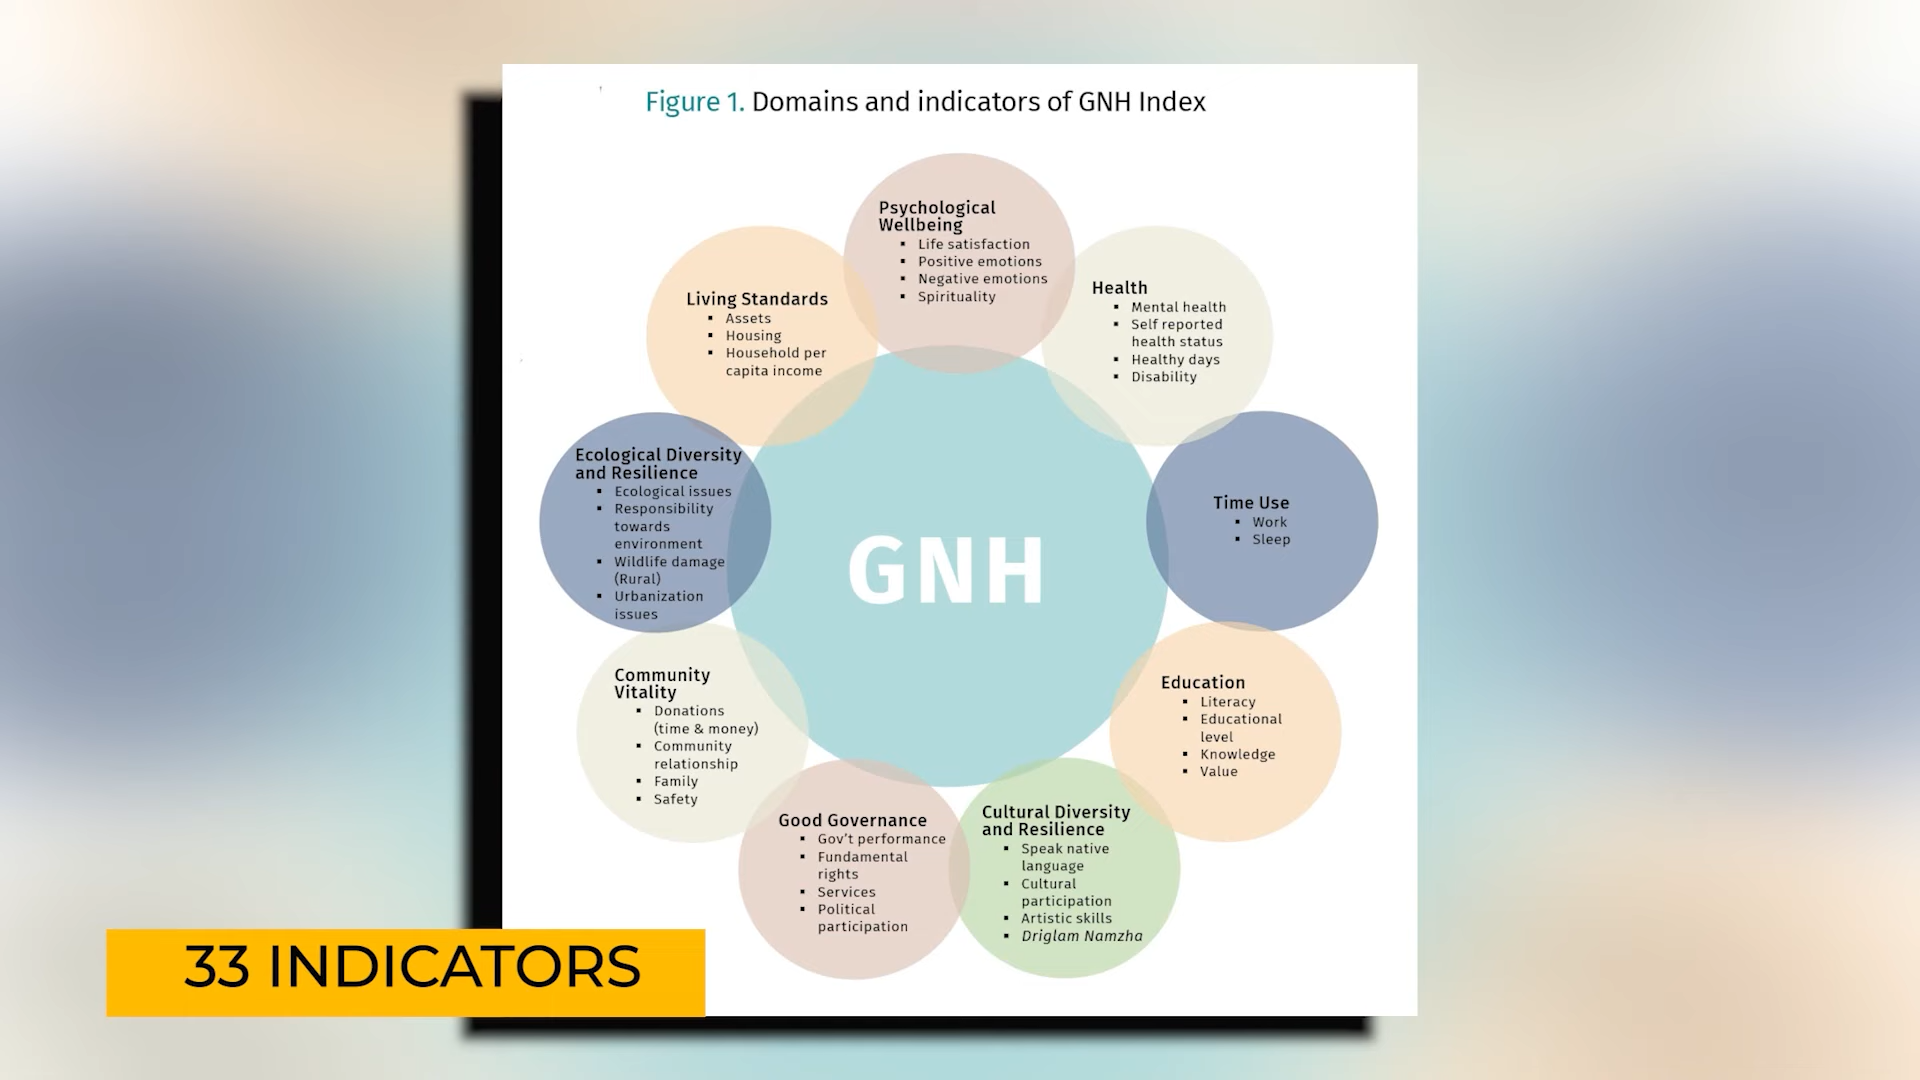 Figure 1. Domains and indicators of GNH Index
Psychological
Wellbeing
▪ Life satisfaction
▪ Positive emotions
▪ Negative emotions
▪ Spirituality
Health
▪ Mental health
▪ Self reported
health status
▪ Healthy days
▪ Disability
Time Use
▪ Work
▪ Sleep
Education
▪ Literacy
▪ Educational
level
▪ Knowledge
▪ Value
Cultural Diversity
and Resilience
▪ Speak native
language
▪ Cultural
participation
▪ Artistic skills
▪ Driglam Namzha
Good Governance
▪ Gov't performance
▪ Fundamental
rights
▪ Services
▪ Political
participation
Community
Vitality
▪ Donations
(time & money)
▪ Community
relationship
▪ Family
▪ Safety
Ecological Diversity
and Resilience
▪ Ecological issues
▪ Responsibility
towards
environment
▪ Wildlife damage
(Rural)
▪ Urbanization
issues
Living Standards
▪ Assets
▪ Housing
▪ Household per
capita income
GNH
33 INDICATORS